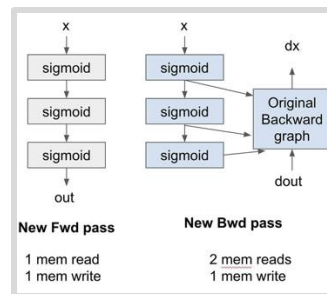 x
sigmoid
sigmoid
sigmoid
out
New Fwd pass
1 mem read
1 mem write
x
sigmoid
sigmoid
sigmoid
dx
Original
Backward
graph
dout
New Bwd pass
2 mem reads
1 mem write